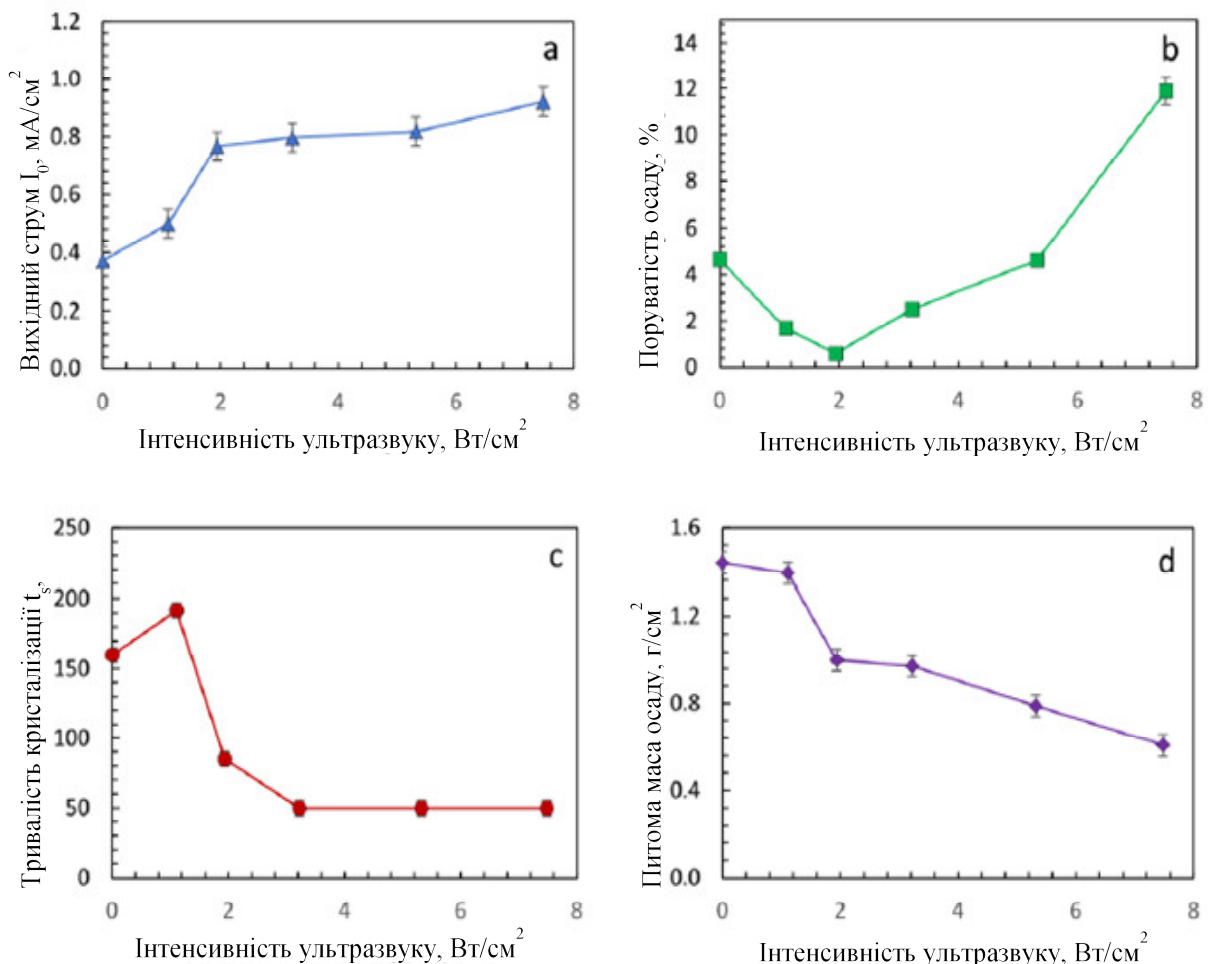 1.2
1.0
0.8
0.6
0.4
0.2
0.0
Вихідний струм I₀, мА/см²
a
0 2 4 6 8
Інтенсивність ультразвуку, Вт/см²
14
12
10
8
6
4
2
0
Поруватість осаду, %
b
0 2 4 6 8
Інтенсивність ультразвуку, Вт/см²
250
200
150
100
50
0
Тривалість кристалізації tₛ,
c
0 2 4 6 8
Інтенсивність ультразвуку, Вт/см²
1.6
1.2
0.8
0.4
0.0
Питома маса осаду, г/см²
d
0 2 4 6 8
Інтенсивність ультразвуку, Вт/см²